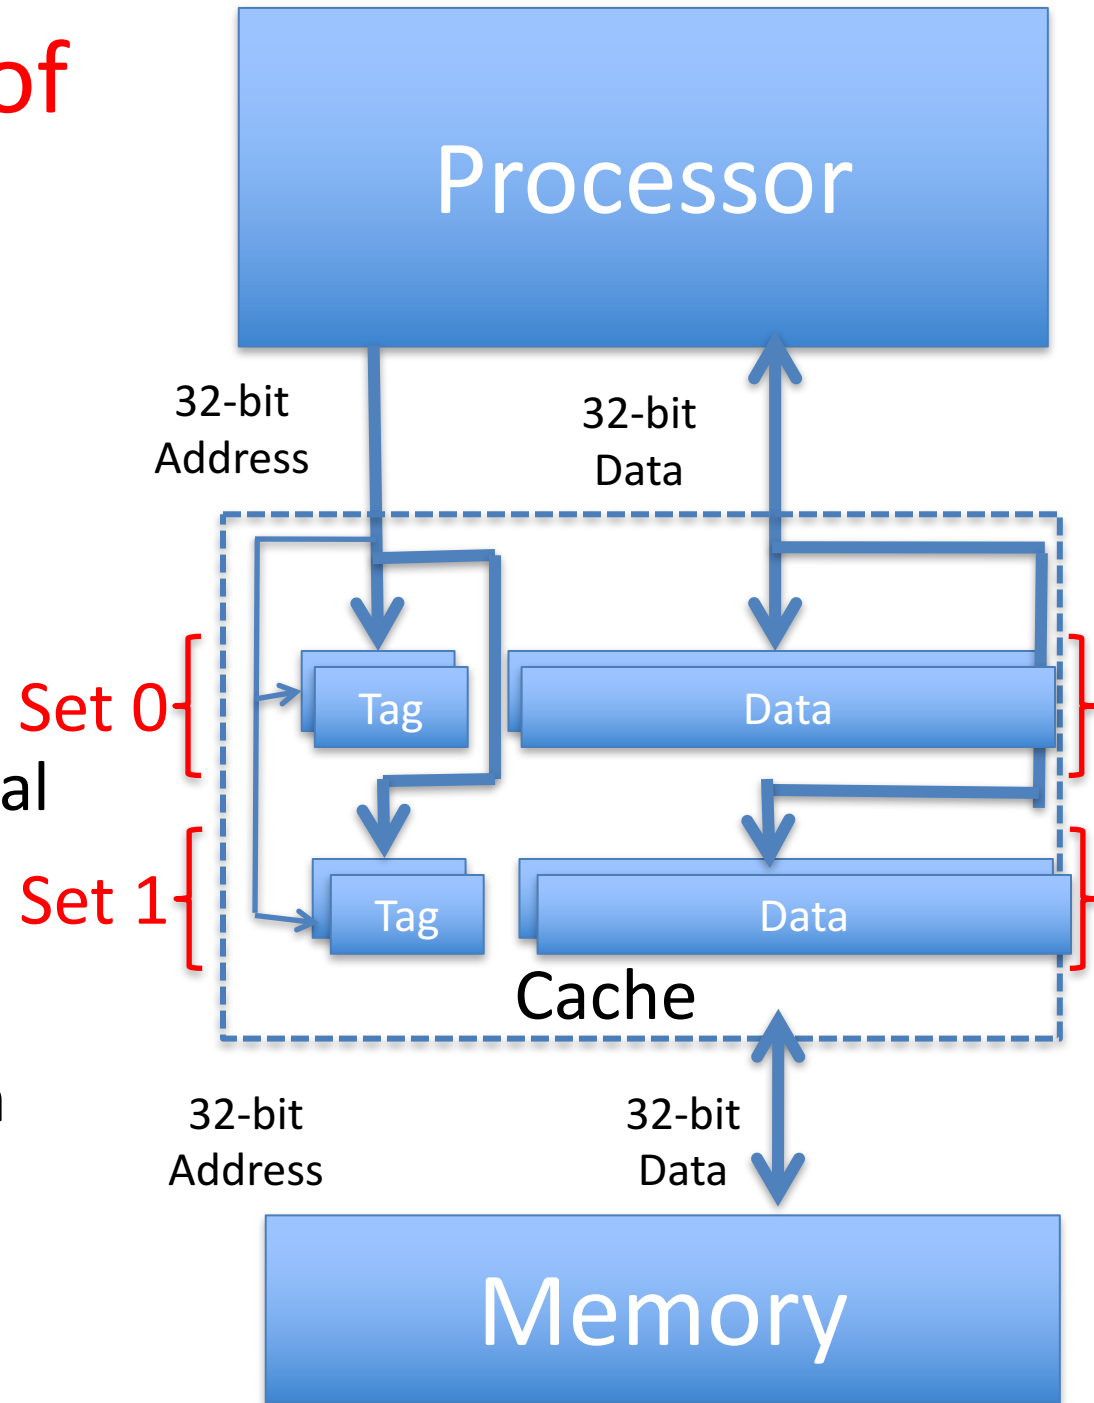 of
Processor
32-bit
Address
32-bit
Data
Set 0
Tag
Data
al
Set 1
Tag
Data
Cache
32-bit
Address
32-bit
Data
Memory